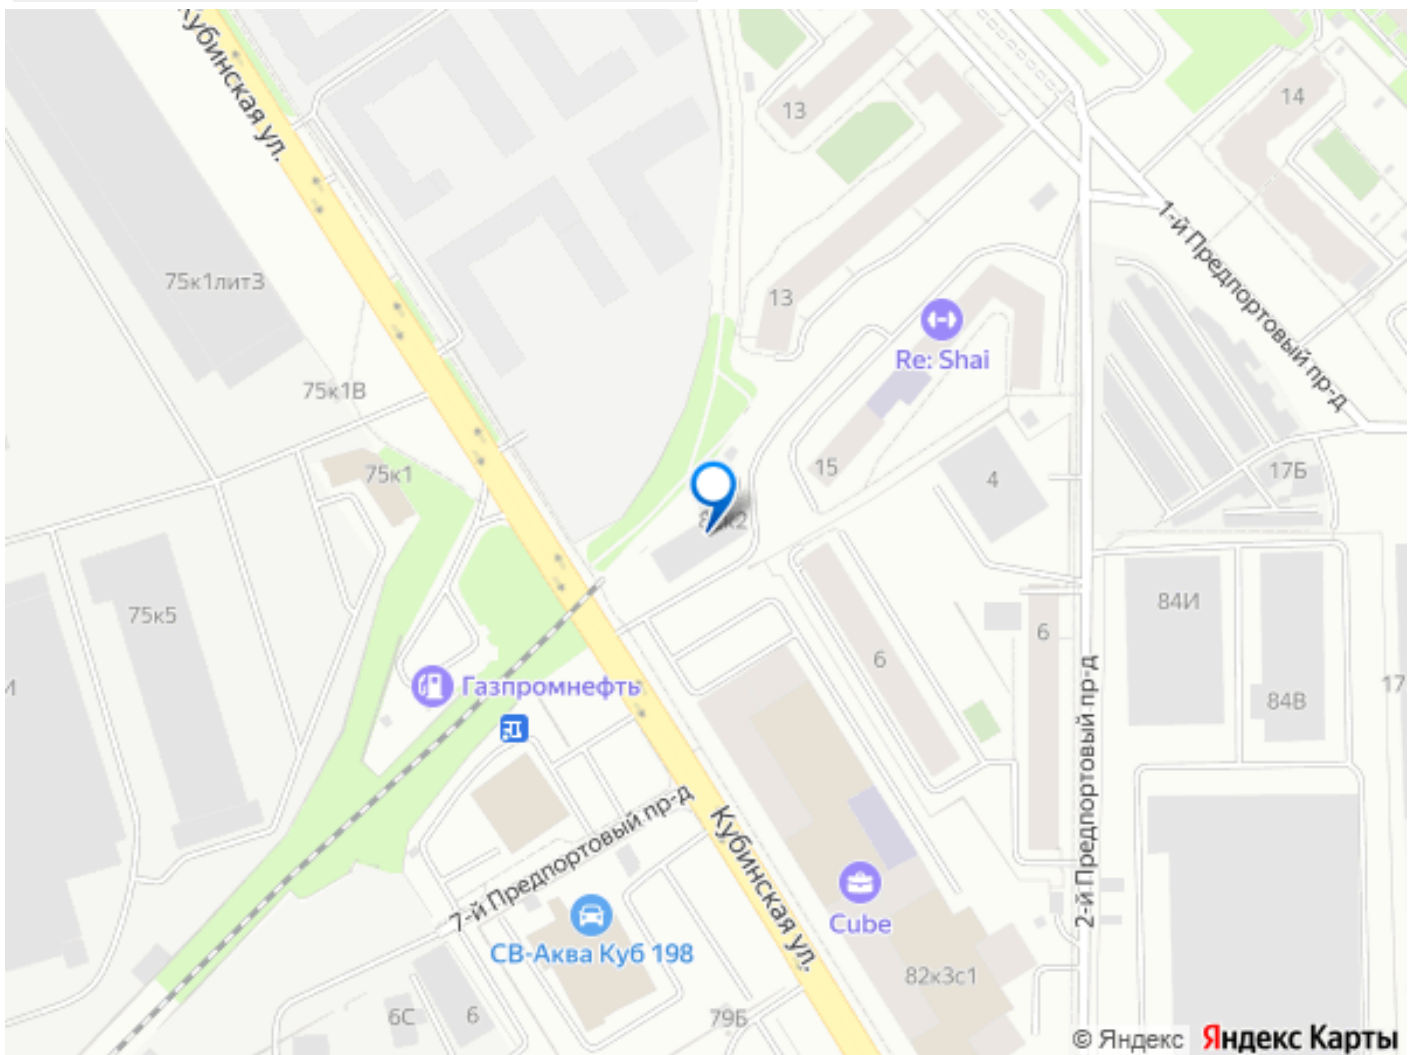 Кубинская ул.
13
14
1-й Предпортовый пр-д
75к1лит3
13
Re: Shai
75к1В
15
75к1
4
17Б
75к5
84И
6
6
Газпромнефть
84В
17
2-й Предпортовый пр-д
7-й Предпортовый пр-д
Кубинская ул.
Cube
СВ-Аква Куб 198
82к3с1
6С
6
79Б
© Яндекс
Яндекс Карты